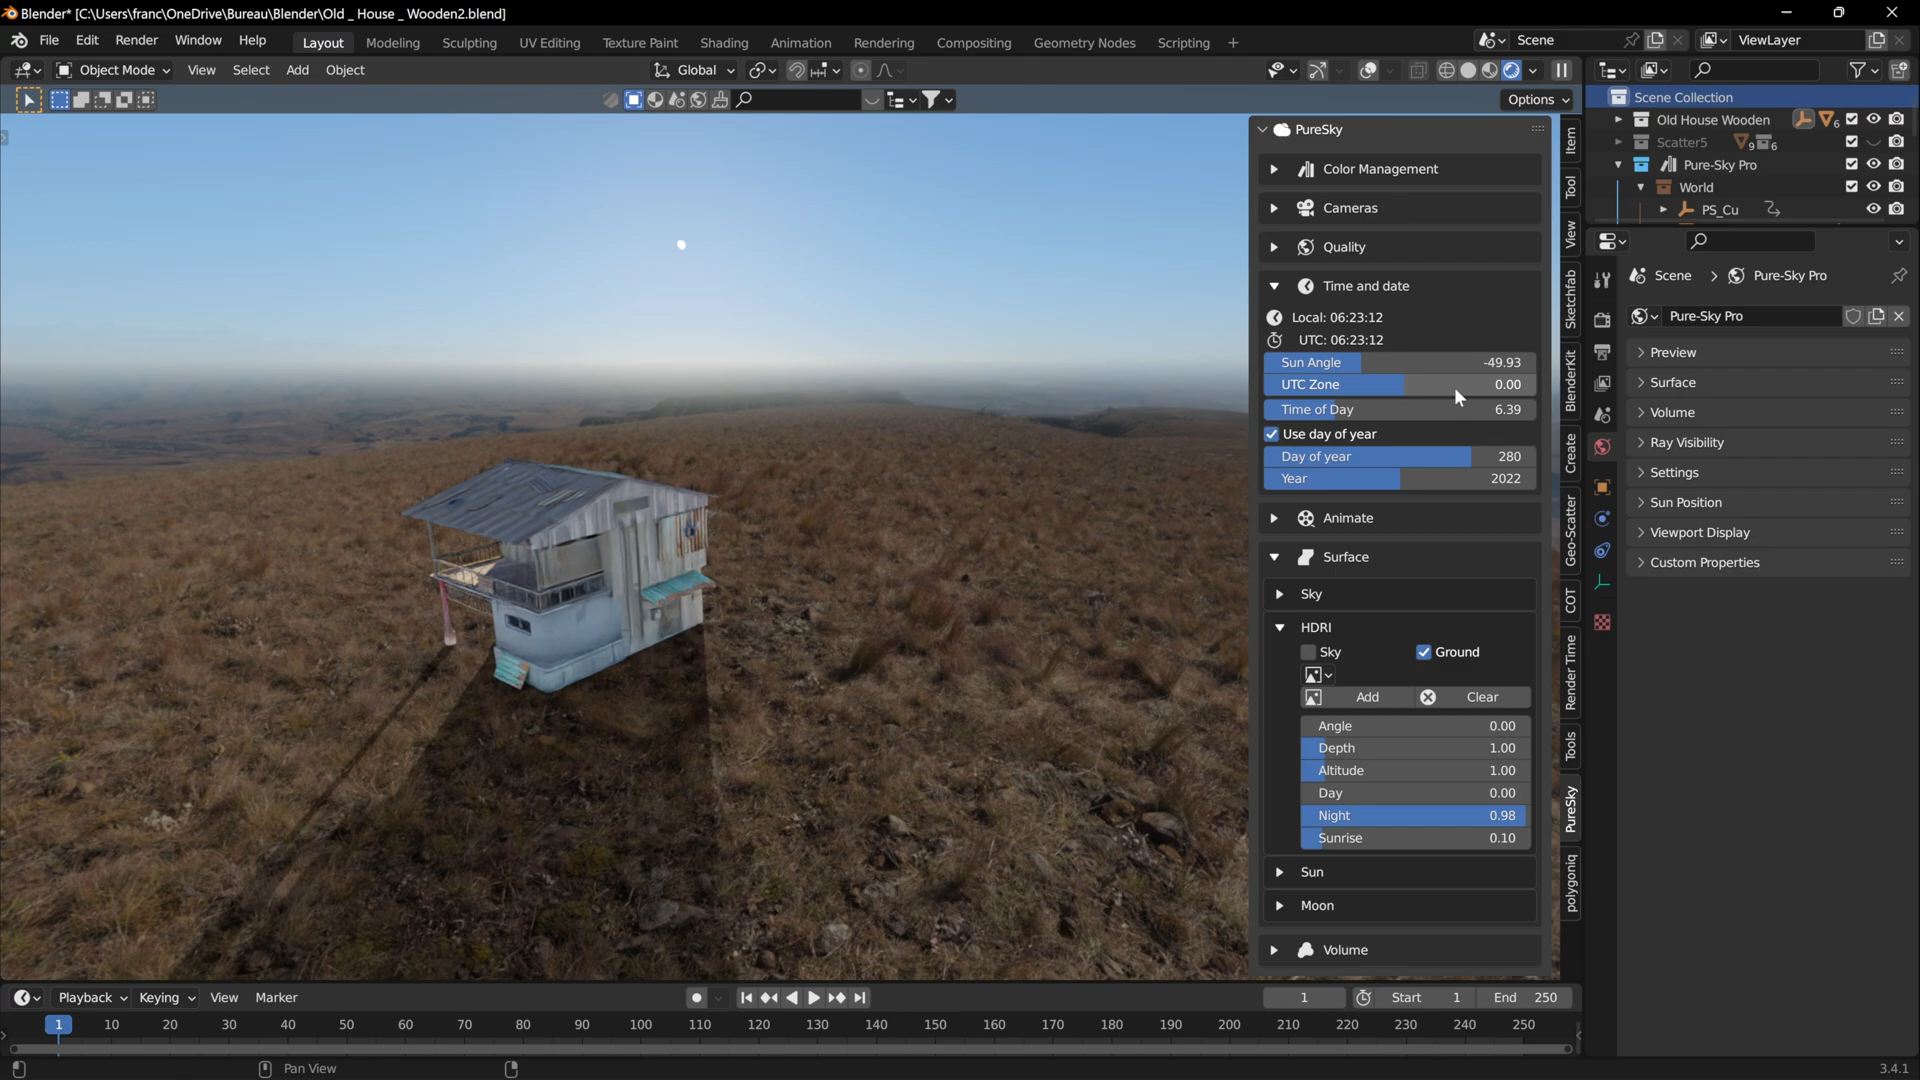 Blender* [C:\Users\franc\OneDrive\Bureau\Blender\Old _ House _ Wooden2.blend]
File Edit Render Window Help Layout Modeling Sculpting UV Editing Texture Paint Shading Animation Rendering Compositing Geometry Nodes Scripting + Scene ViewLayer
Object Mode View Select Add Object Global
Options
Scene Collection
Old House Wooden 6
Scatter5 9 6
Pure-Sky Pro
World
PS_Cu
PureSky
Color Management
Cameras
Quality
Time and date
Local: 06:23:12
UTC: 06:23:12
Sun Angle -49.93
UTC Zone 0.00
Time of Day 6.39
Use day of year
Day of year 280
Year 2022
Animate
Surface
Sky
HDRI
Sky Ground
Add Clear
Angle 0.00
Depth 1.00
Altitude 1.00
Day 0.00
Night 0.98
Sunrise 0.10
Sun
Moon
Volume
Item
Tool
View
Sketchfab
BlenderKit
Create
Geo-Scatter
COT
Render Time
Tools
PureSky
polygoniq
Scene > Pure-Sky Pro
Pure-Sky Pro
Preview
Surface
Volume
Ray Visibility
Settings
Sun Position
Viewport Display
Custom Properties
Playback Keying View Marker 1 Start 1 End 250
1 10 20 30 40 50 60 70 80 90 100 110 120 130 140 150 160 170 180 190 200 210 220 230 240 250
Pan View 3.4.1